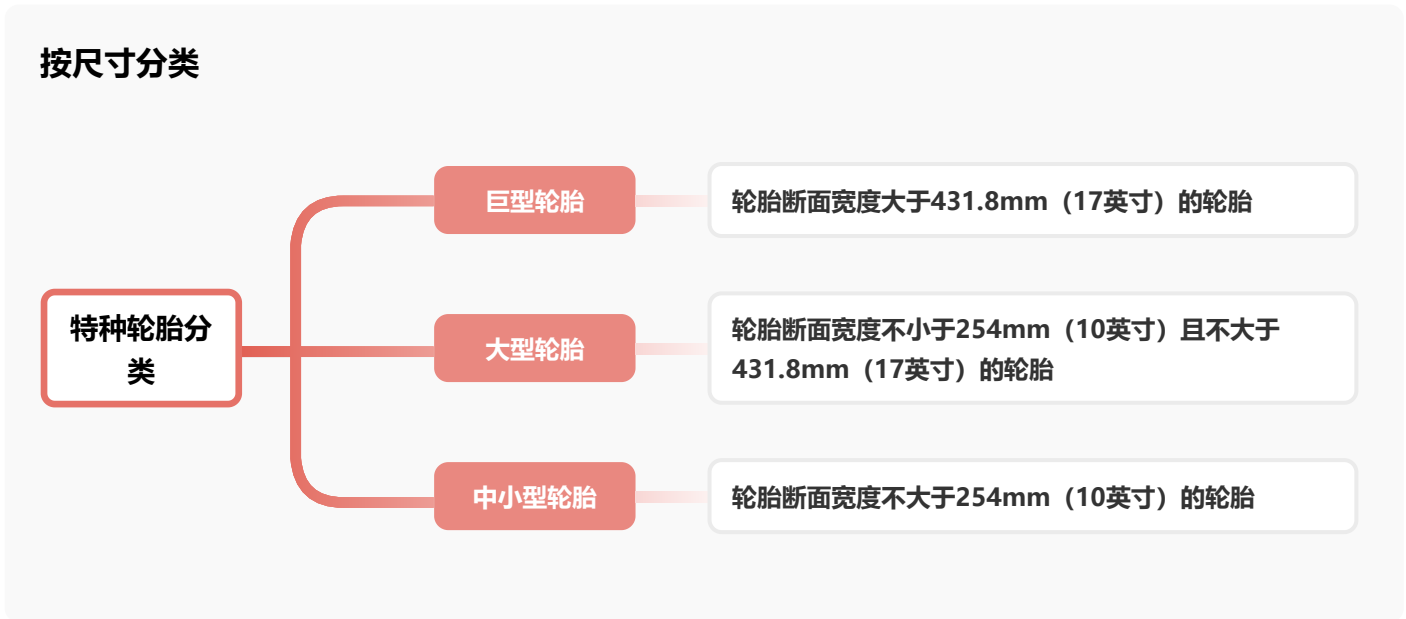 按尺寸分类
巨型轮胎
轮胎断面宽度大于431.8mm（17英寸）的轮胎
特种轮胎分
类
大型轮胎
轮胎断面宽度不小于254mm（10英寸）且不大于
431.8mm（17英寸）的轮胎
中小型轮胎
轮胎断面宽度不大于254mm（10英寸）的轮胎